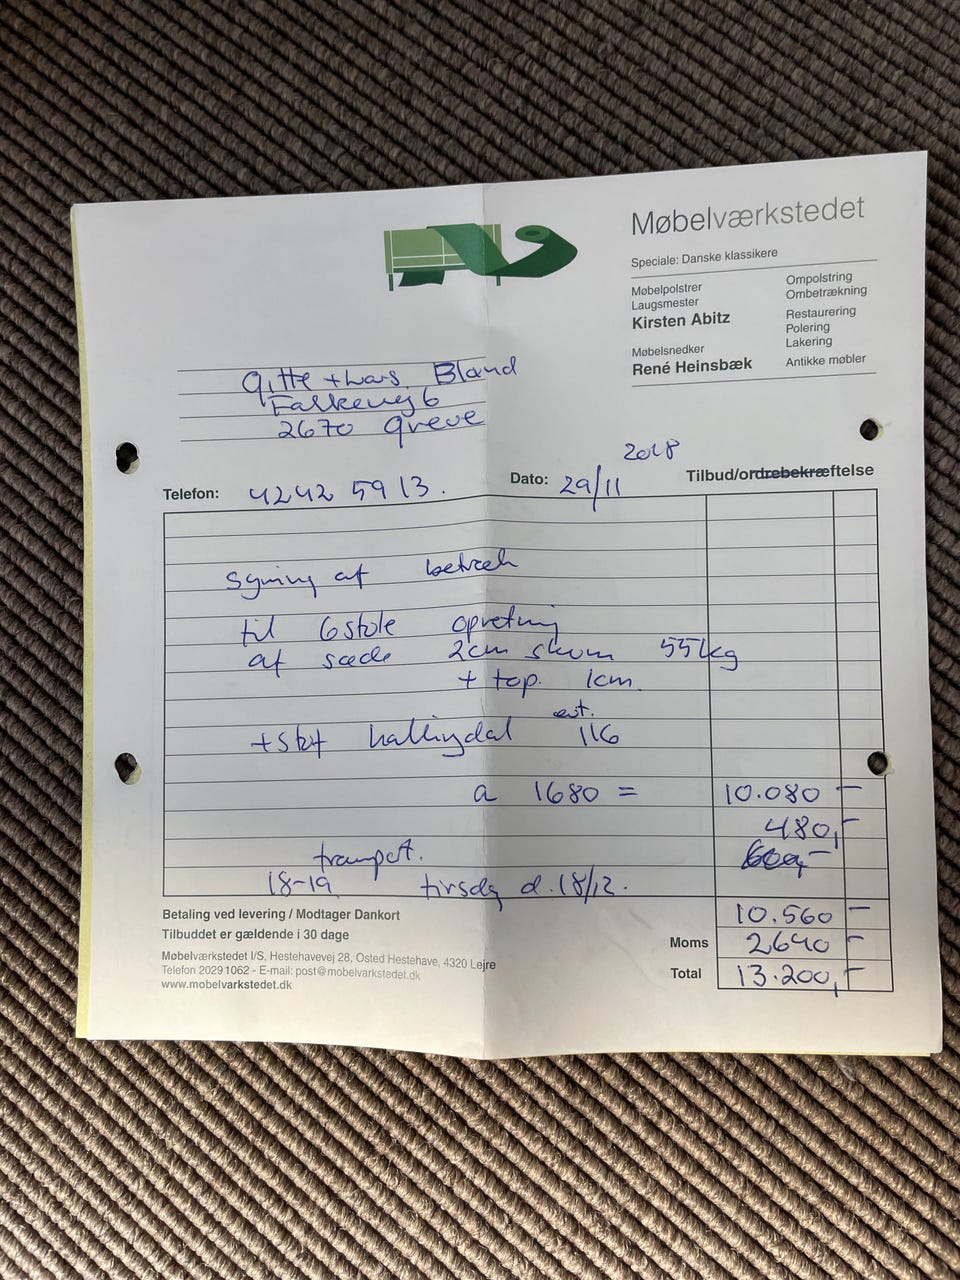 Møbelværkstedet
Speciale: Danske klassikere
Møbelpolstrer
Laugsmester
Kirsten Abitz
Møbelsnedker
René Heinsbæk
Ompolstring
Ombetrækning
Restaurering
Polering
Lakering
Antikke møbler
Gitte + Lars Bland
Falkevej 6
2670 Greve
Telefon: 4242 5913.
Dato: 29/11 2018
Tilbud/ordrebekræftelse
Syning af betræk
til 6 stole opretning
af sæde 2cm skum 55kg
+ top. 1cm.
+ stof hallingdal evt. 116
a 1680 = 10.080 -
480,-
600,-
transport.
18-19 tirsdag d. 18/12.
10.560 -
Moms 2640 -
Total 13.200,-
Betaling ved levering / Modtager Dankort
Tilbuddet er gældende i 30 dage
Møbelværkstedet I/S, Hestehavevej 28, Osted Hestehave, 4320 Lejre
Telefon 2029 1062 - E-mail: post@mobelvarkstedet.dk
www.mobelvarkstedet.dk